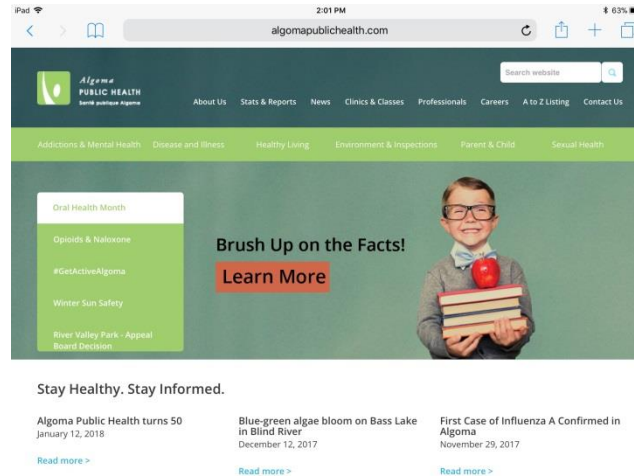 iPad 2:01 PM 63%
algomapublichealth.com
Algoma
PUBLIC HEALTH
Santé publique Algoma
Search website
About Us Stats & Reports News Clinics & Classes Professionals Careers A to Z Listing Contact Us
Addictions & Mental Health Disease and Illness Healthy Living Environment & Inspections Parent & Child Sexual Health
Oral Health Month
Opioids & Naloxone
#GetActiveAlgoma
Winter Sun Safety
River Valley Park - Appeal
Board Decision
Brush Up on the Facts!
Learn More
Stay Healthy. Stay Informed.
Algoma Public Health turns 50
January 12, 2018
Read more >
Blue-green algae bloom on Bass Lake
in Blind River
December 12, 2017
Read more >
First Case of Influenza A Confirmed in
Algoma
November 29, 2017
Read more >